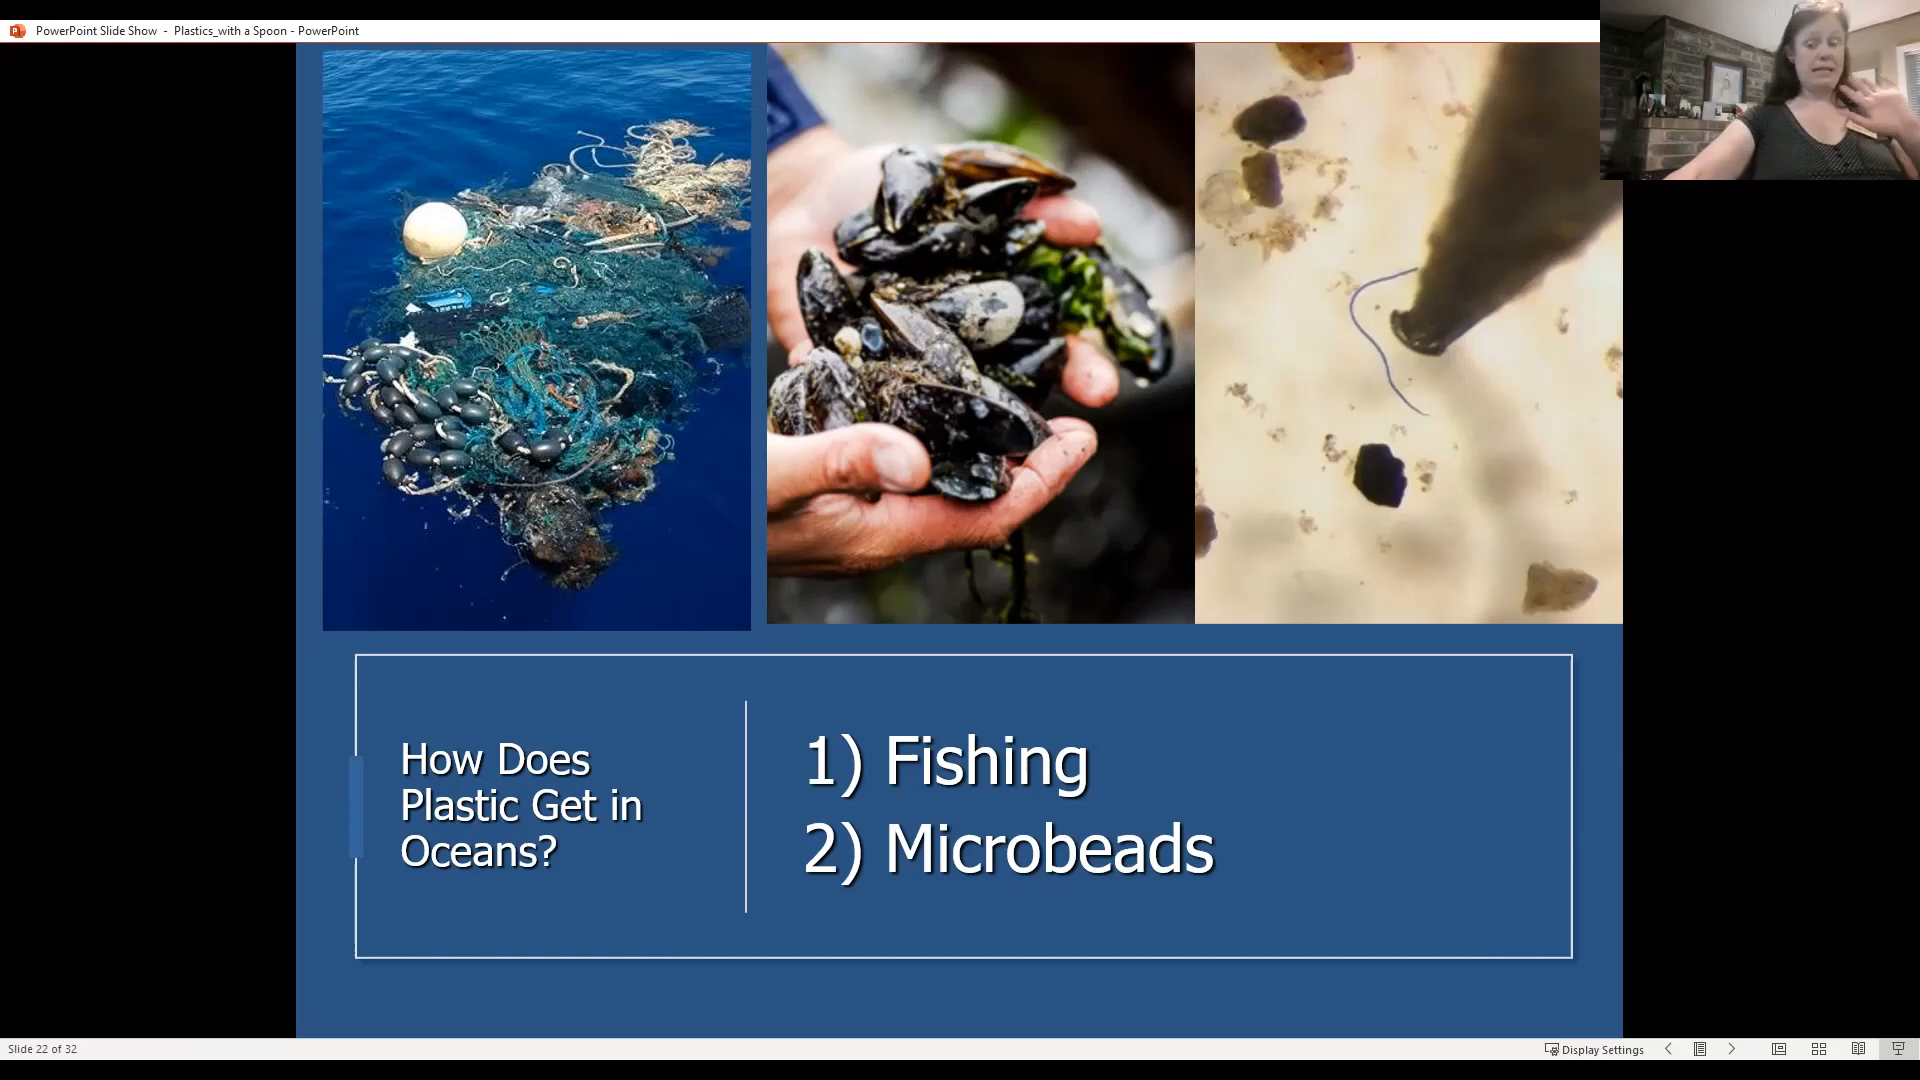 PowerPoint Slide Show - Plastics_with a Spoon - PowerPoint
How Does
Plastic Get in
Oceans?
1) Fishing
2) Microbeads
Slide 22 of 32
Display Settings